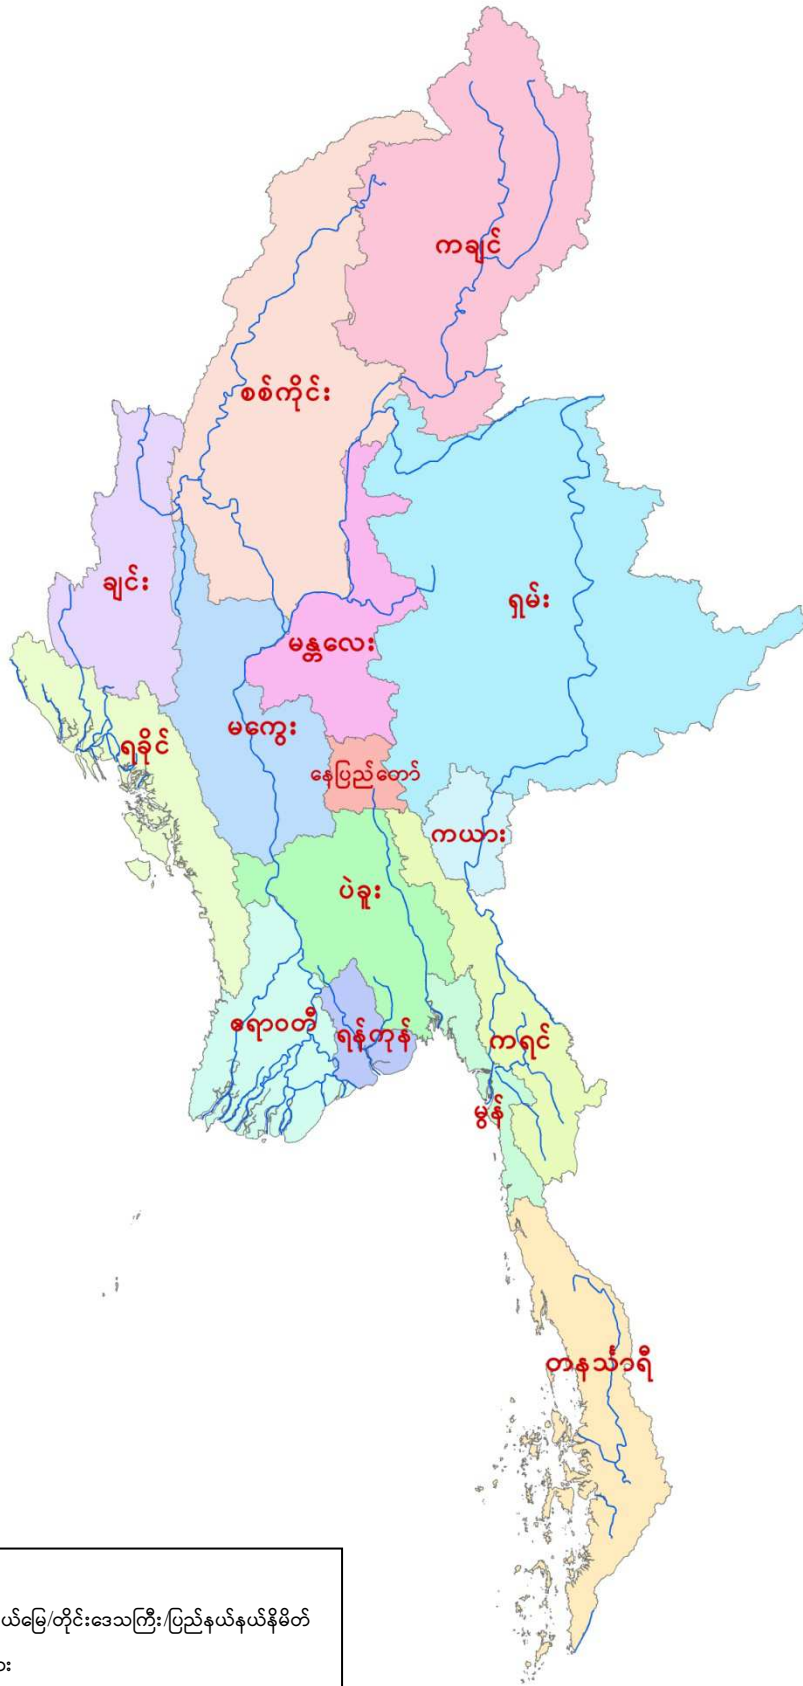 ကချင်
စစ်ကိုင်း
ချင်း
ရှမ်း
မန္တလေး
မကွေး
ရခိုင်
နေပြည်တော်
ကယား
ပဲခူး
ဧရာဝတီ
ရန်ကုန်
ကရင်
မွန်
တနင်္သာရီ
ယ်မြေ/တိုင်းဒေသကြီး/ပြည်နယ်နယ်နိမိတ်